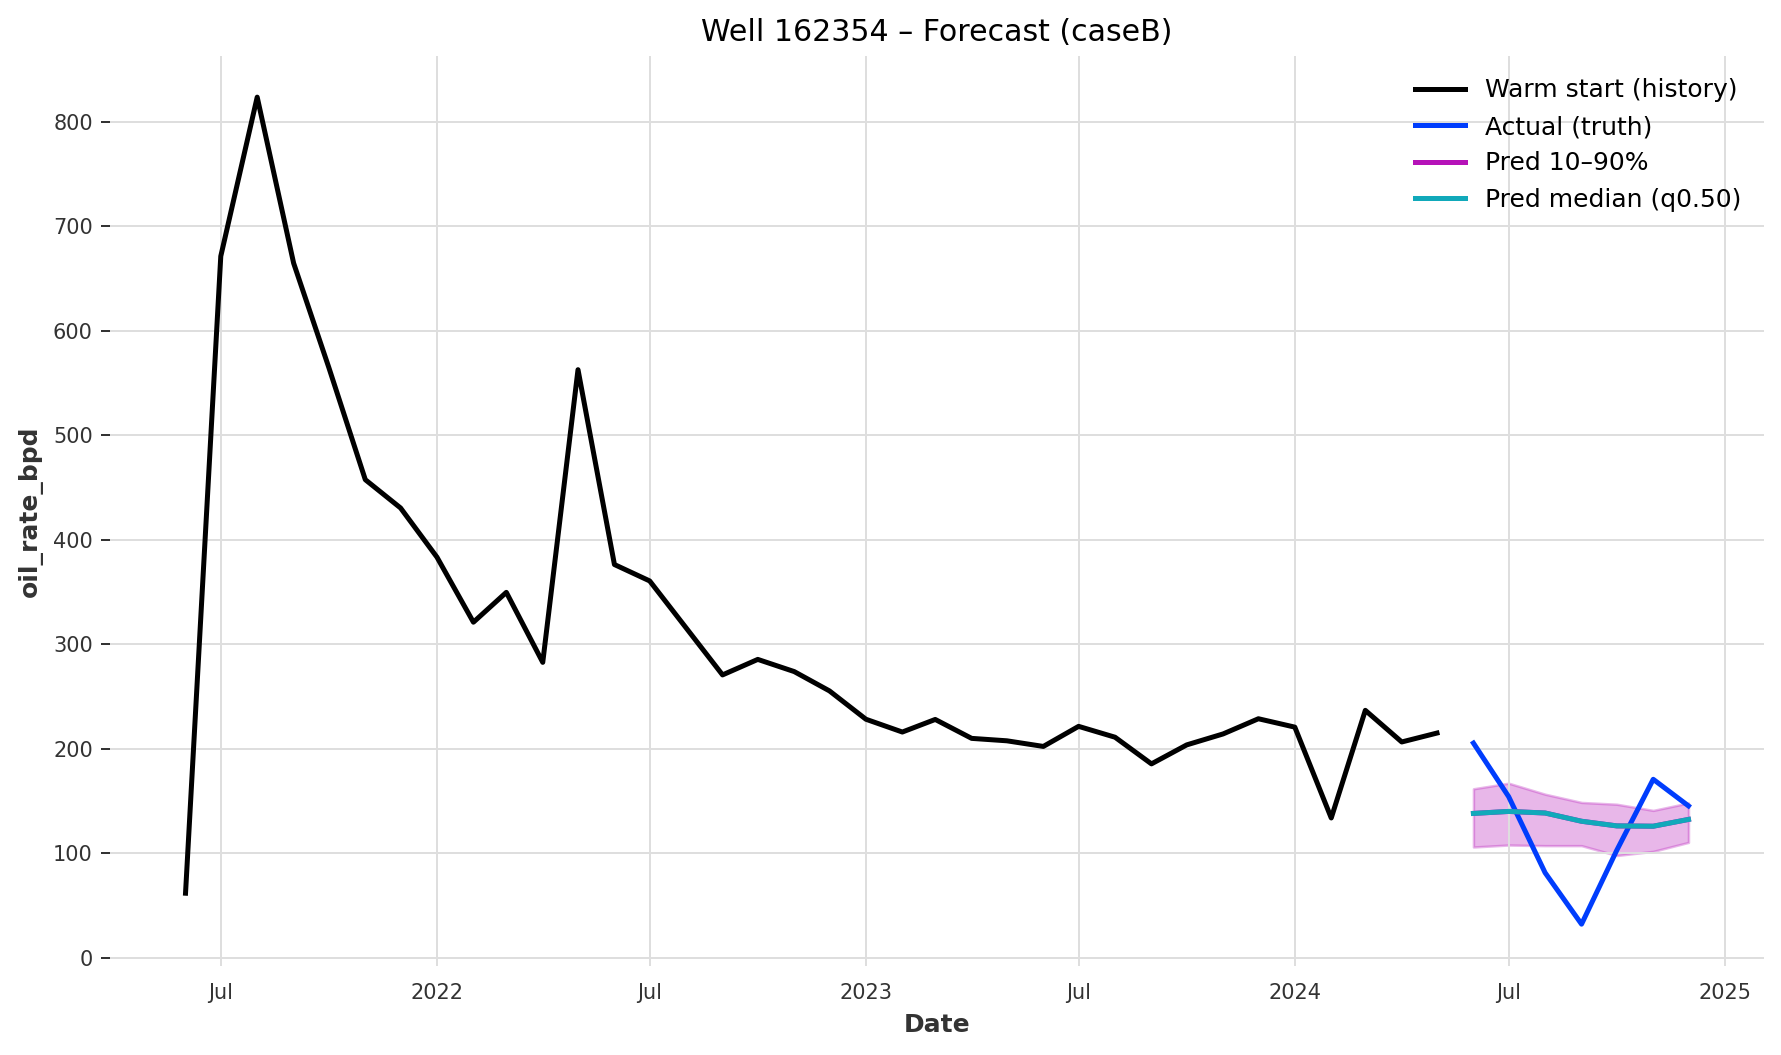 Well 162354 – Forecast (caseB)
Warm start (history)
Actual (truth)
Pred 10–90%
Pred median (q0.50)
oil_rate_bpd
800
700
600
500
400
300
200
100
0
Jul
2022
Jul
2023
Jul
2024
Jul
2025
Date